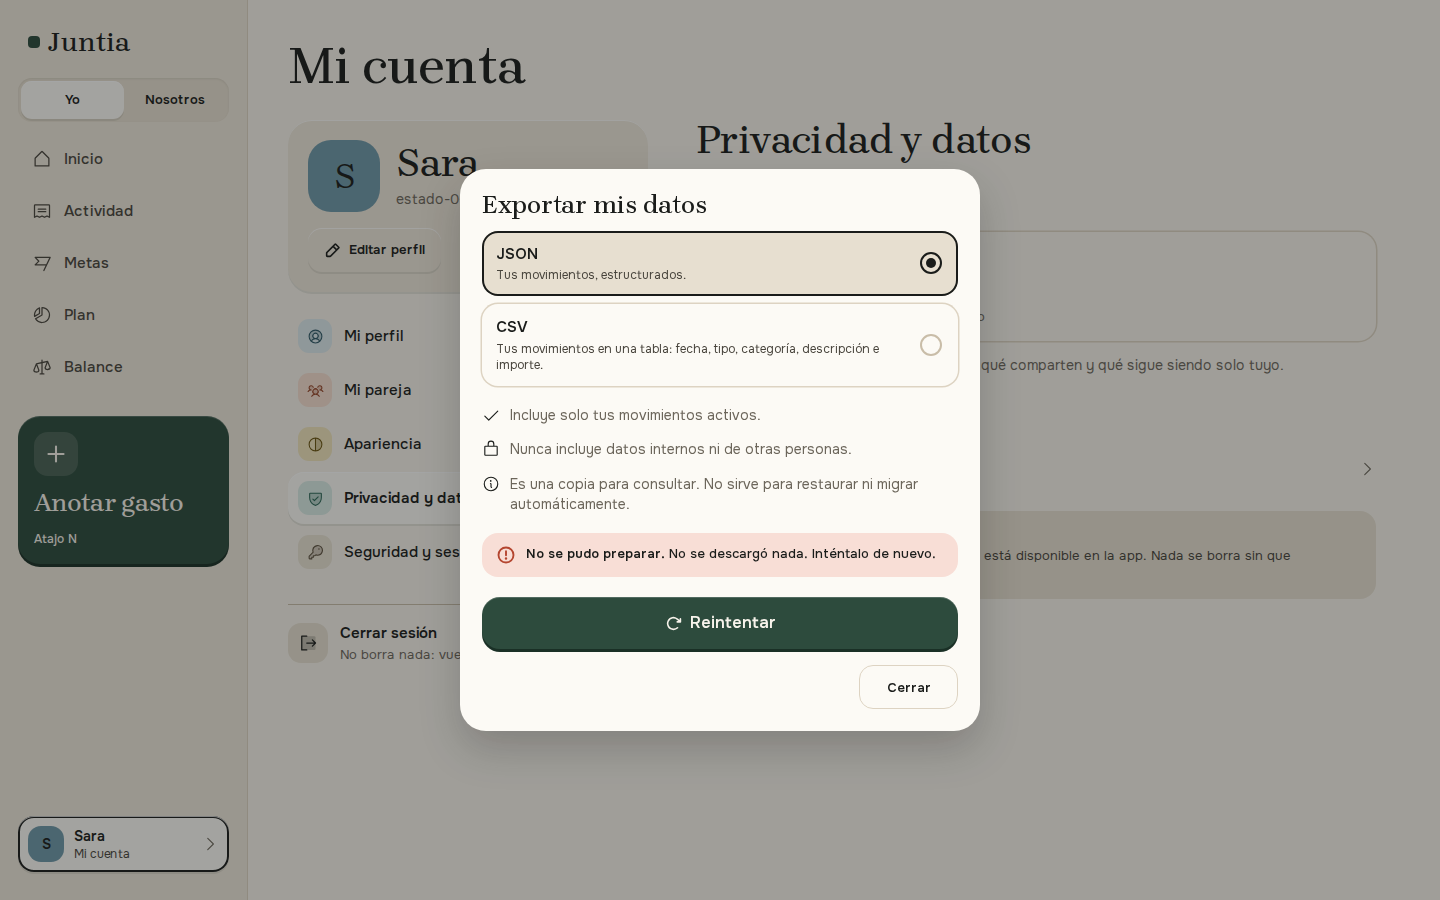 Juntia
Yo
Nosotros
Inicio
Actividad
Metas
Plan
Balance
Anotar gasto
Atajo N
S
Sara
Mi cuenta
Mi cuenta
S
Sara
estado-0
Editar perfil
Mi perfil
Mi pareja
Apariencia
Privacidad y dat
Seguridad y ses
Cerrar sesión
No borra nada: vue
Privacidad y datos
qué comparten y qué sigue siendo solo tuyo.
está disponible en la app. Nada se borra sin que
Exportar mis datos
JSON
Tus movimientos, estructurados.
CSV
Tus movimientos en una tabla: fecha, tipo, categoría, descripción e
importe.
Incluye solo tus movimientos activos.
Nunca incluye datos internos ni de otras personas.
Es una copia para consultar. No sirve para restaurar ni migrar
automáticamente.
No se pudo preparar. No se descargó nada. Inténtalo de nuevo.
Reintentar
Cerrar